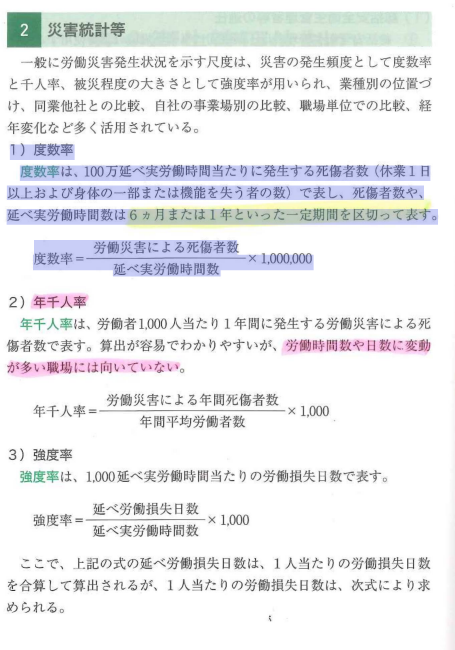 2 災害統計等
一般に労働災害発生状況を示す尺度は、災害の発生頻度として度数率
と千人率、被災程度の大きさとして強度率が用いられ、業種別の位置づ
け、同業他社との比較、自社の事業場別の比較、職場単位での比較、経
年変化など多く活用されている。
1）度数率
度数率は、100万延べ実労働時間当たりに発生する死傷者数（休業1日
以上および身体の一部または機能を失う者の数）で表し、死傷者数や、
延べ実労働時間数は6ヵ月または1年といった一定期間を区切って表す。
度数率＝労働災害による死傷者数/延べ実労働時間数×1,000,000
2）年千人率
年千人率は、労働者1,000人当たり1年間に発生する労働災害による死
傷者数で表す。算出が容易でわかりやすいが、労働時間数や日数に変動
が多い職場には向いていない。
年千人率＝労働災害による年間死傷者数/年間平均労働者数×1,000
3）強度率
強度率は、1,000延べ実労働時間当たりの労働損失日数で表す。
強度率＝延べ労働損失日数/延べ実労働時間数×1,000
ここで、上記の式の延べ労働損失日数は、1人当たりの労働損失日数
を合算して算出されるが、1人当たりの労働損失日数は、次式により求
められる。